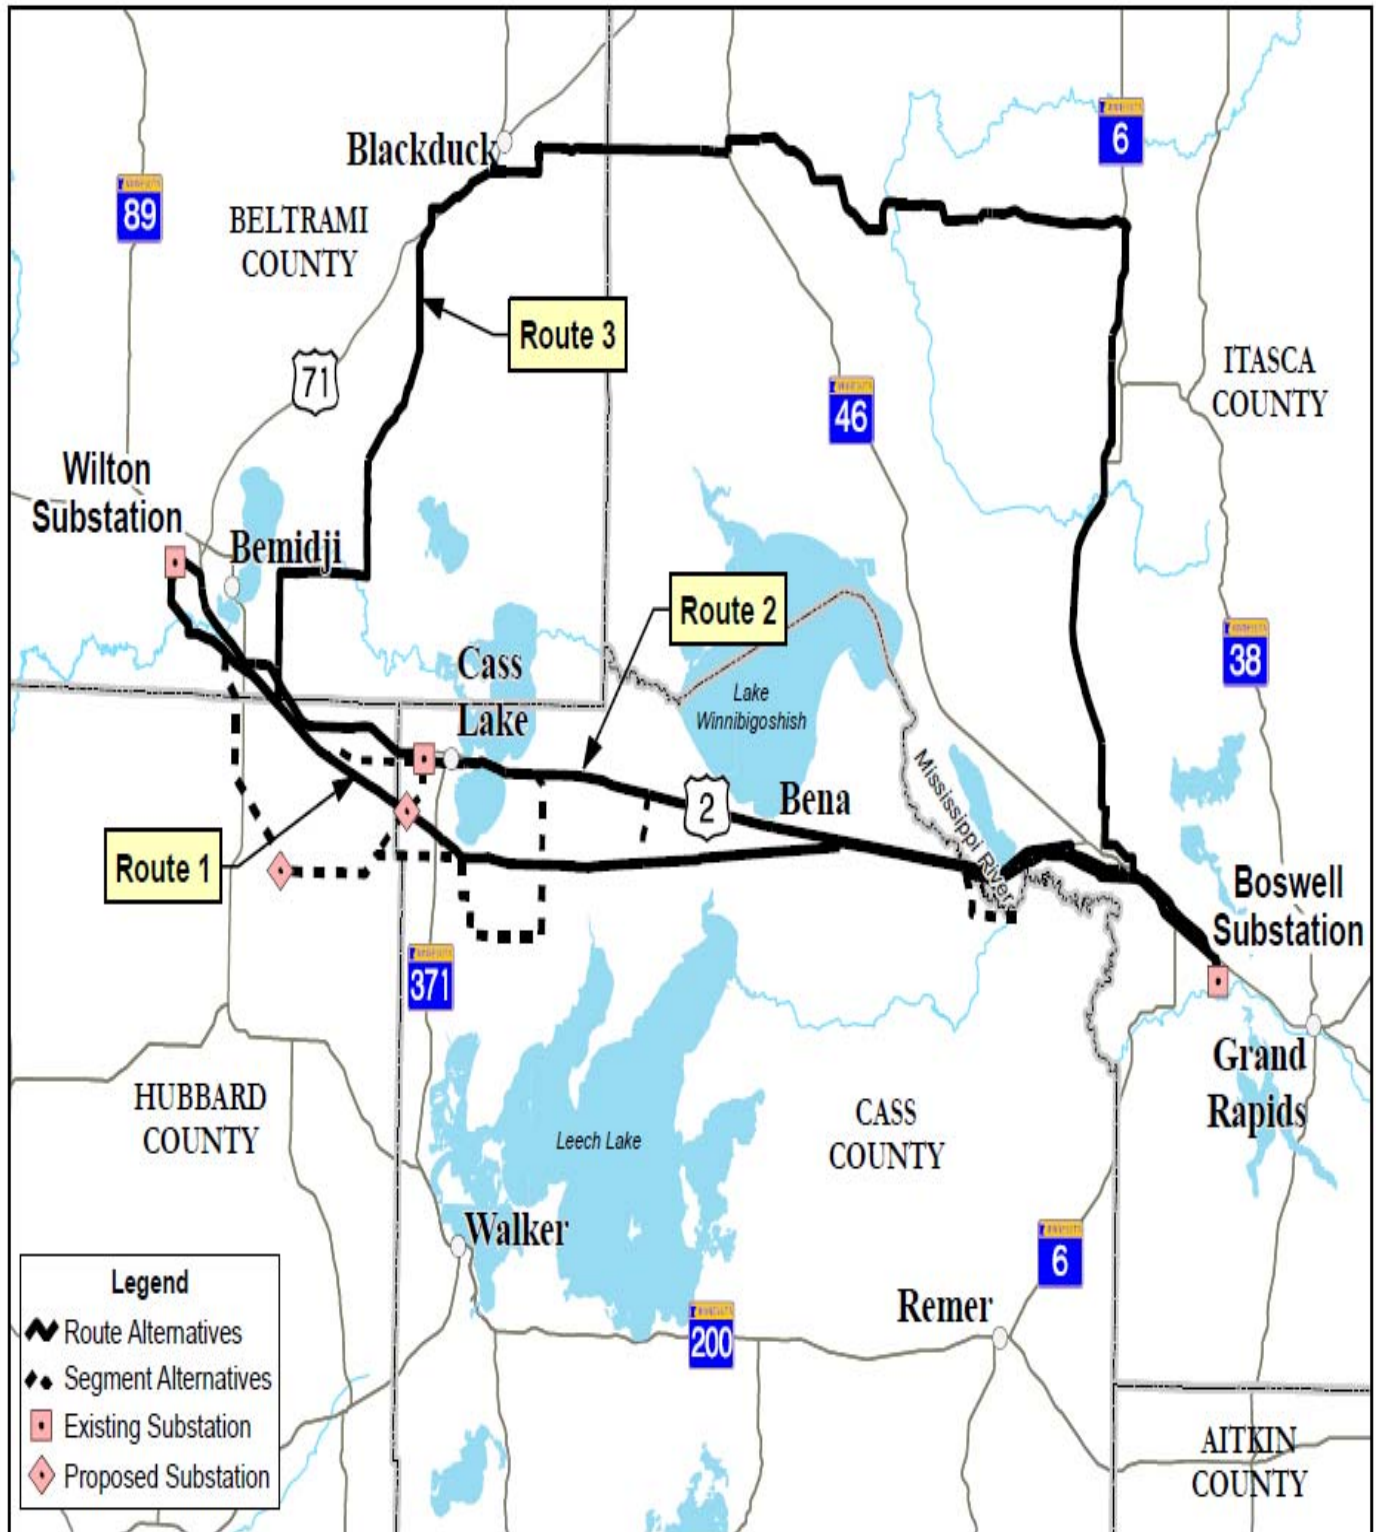 Blackduck
6
89
BELTRAMI
COUNTY
Route 3
71
ITASCA
COUNTY
46
Wilton
Substation
Bemidji
Route 2
38
Cass
Lake
Lake
Winnibigoshish
Mississippi River
2
Bena
Route 1
Boswell
Substation
371
Grand
Rapids
HUBBARD
COUNTY
CASS
COUNTY
Leech Lake
Walker
6
Remer
200
Legend
Route Alternatives
Segment Alternatives
Existing Substation
Proposed Substation
AITKIN
COUNTY